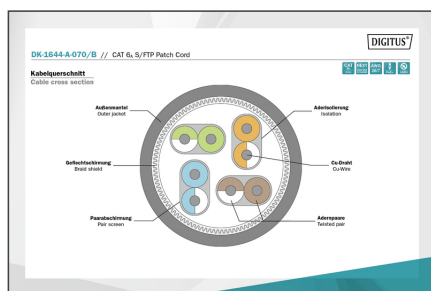 DIGITUS®
DK-1644-A-070/B // CAT 6A S/FTP Patch Cord
Kabelquerschnitt
Cable cross section
Außenmantel
Outer jacket
Aderisolierung
Isolation
Geflechtschirmung
Braid shield
Cu-Draht
Cu-Wire
Paarabschirmung
Pair screen
Adernpaare
Twisted pair